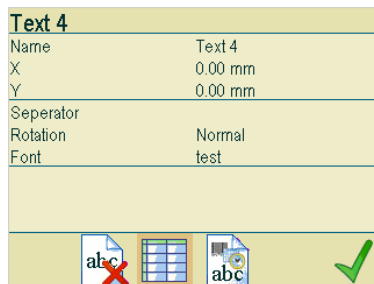 Text 4
Name Text 4
X 0.00 mm
Y 0.00 mm
Seperator
Rotation Normal
Font test
abc abc